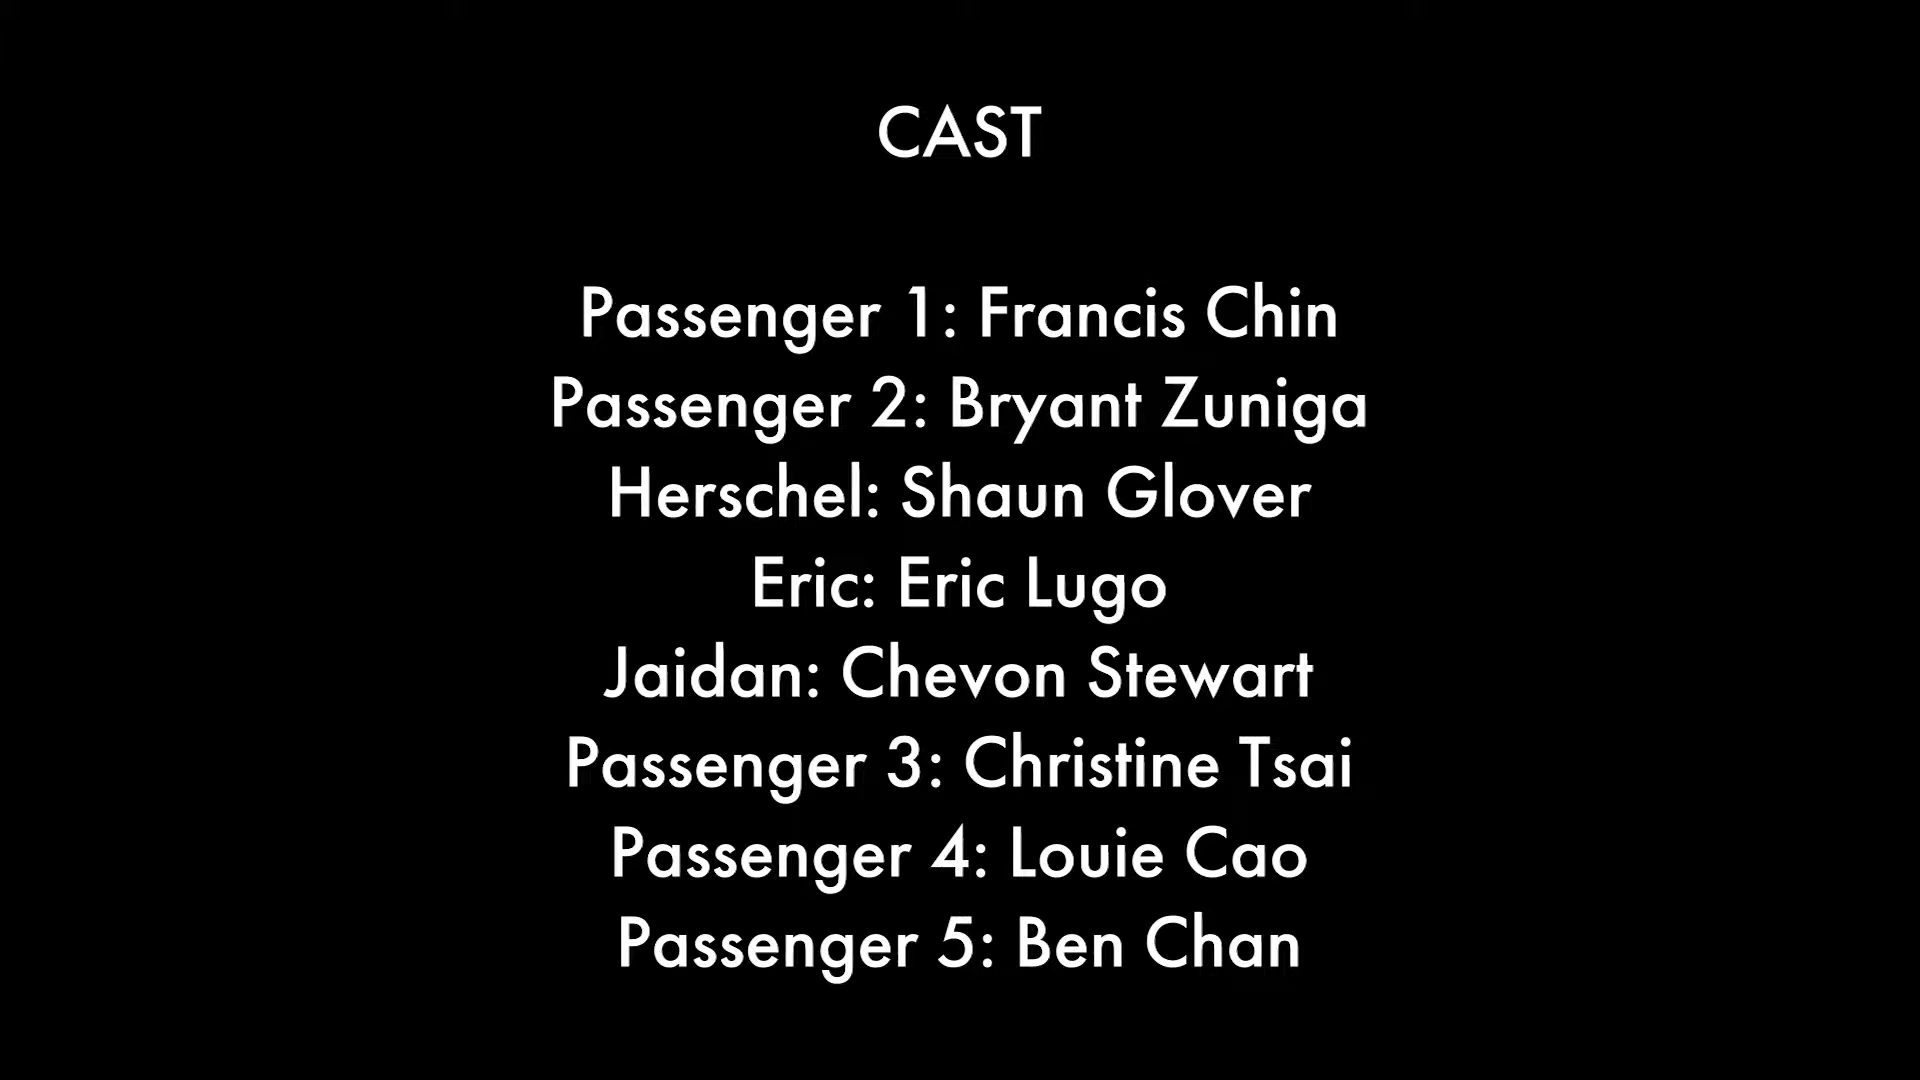 CAST
Passenger 1: Francis Chin
Passenger 2: Bryant Zuniga
Herschel: Shaun Glover
Eric: Eric Lugo
Jaidan: Chevon Stewart
Passenger 3: Christine Tsai
Passenger 4: Louie Cao
Passenger 5: Ben Chan